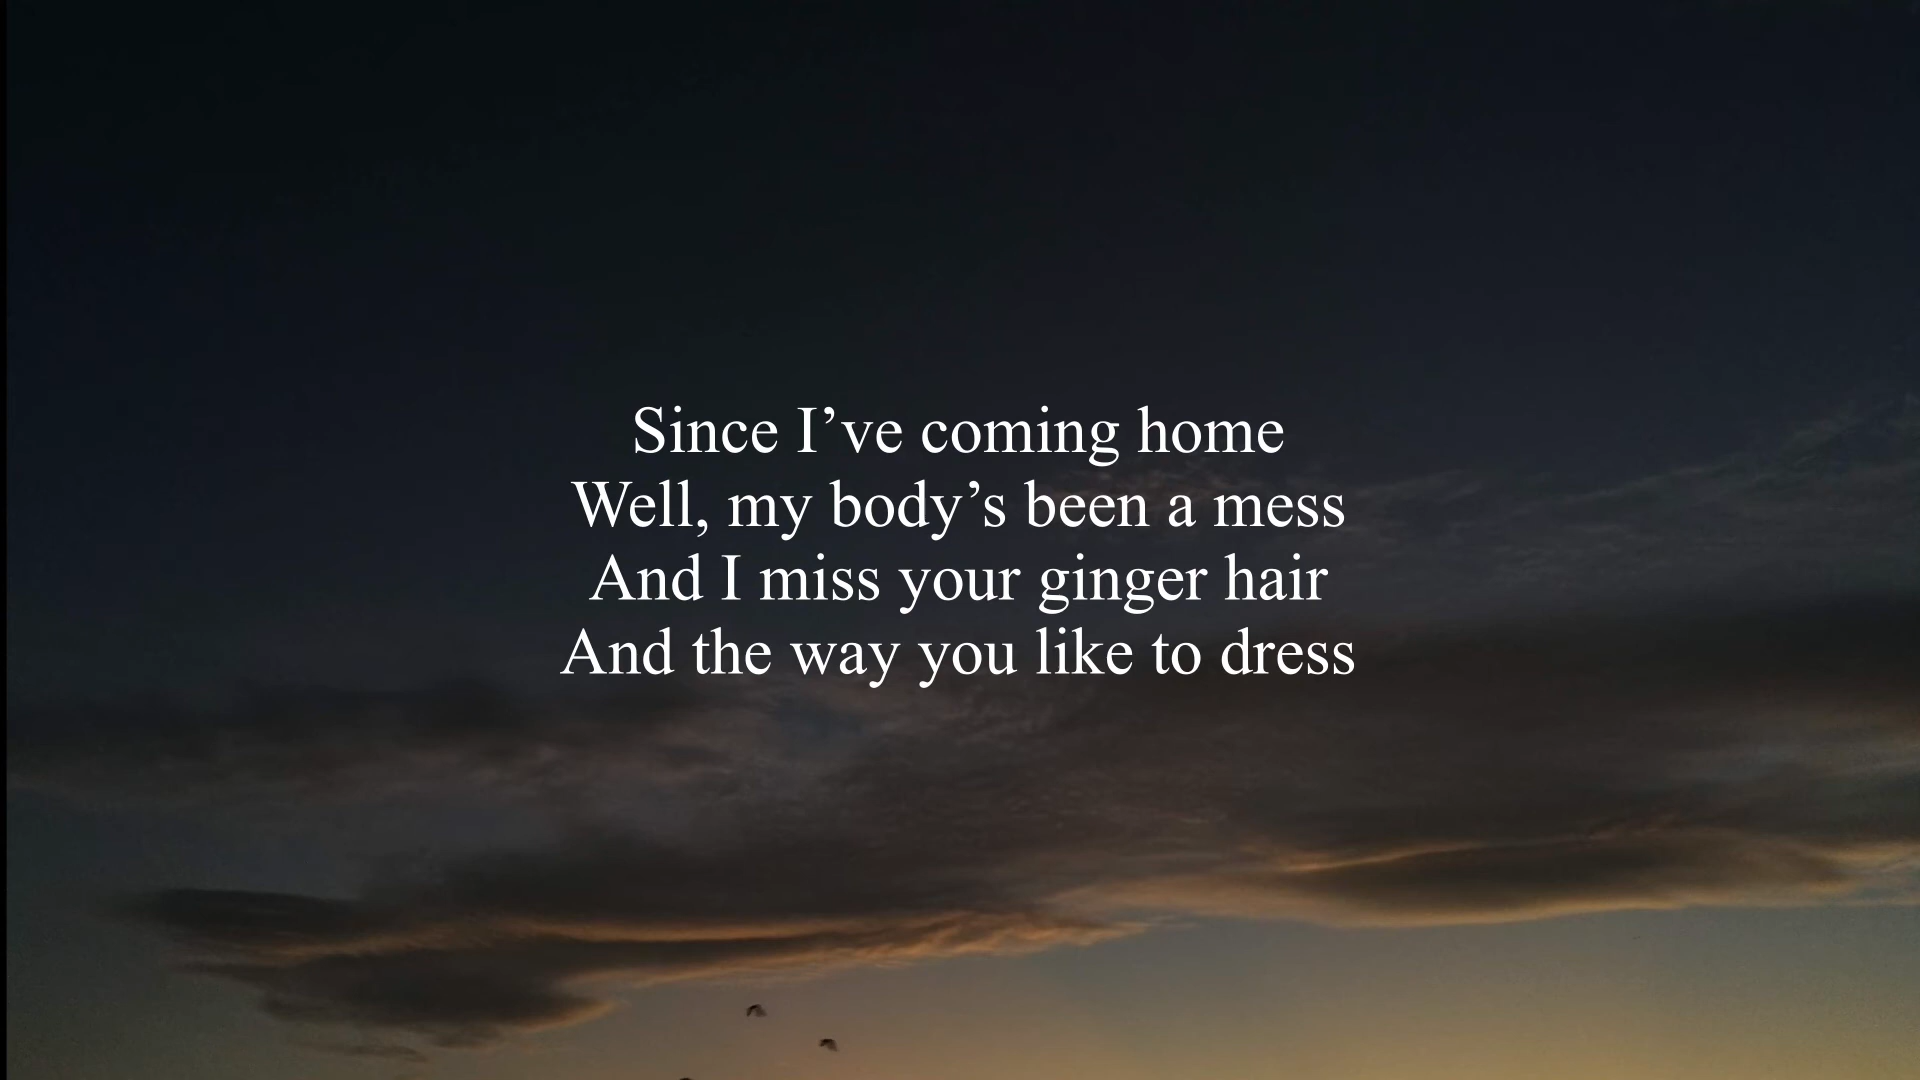 Since I’ve coming home
Well, my body’s been a mess
And I miss your ginger hair
And the way you like to dress